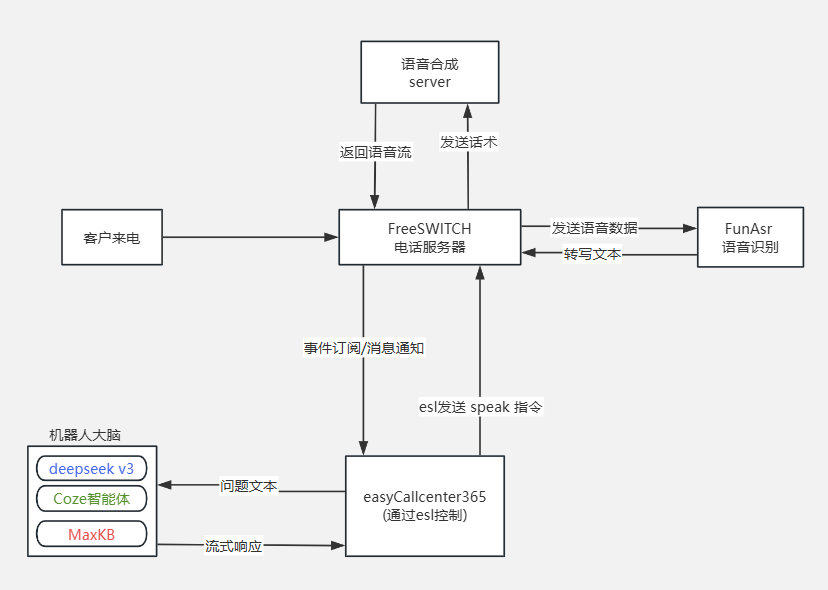 语音合成
server
返回语音流
发送话术
客户来电
FreeSWITCH
电话服务器
发送语音数据
转写文本
FunAsr
语音识别
事件订阅/消息通知
esl发送 speak 指令
机器人大脑
deepseek v3
Coze智能体
MaxKB
问题文本
流式响应
easyCallcenter365
(通过esl控制)